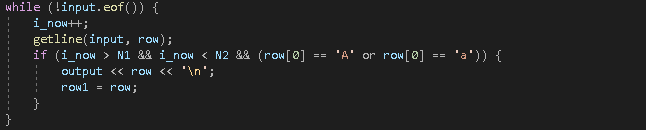 while (!input.eof()) {
    i_now++;
    getline(input, row);
    if (i_now > N1 && i_now < N2 && (row[0] == 'A' or row[0] == 'a')) {
        output << row << '\n';
        row1 = row;
    }
}